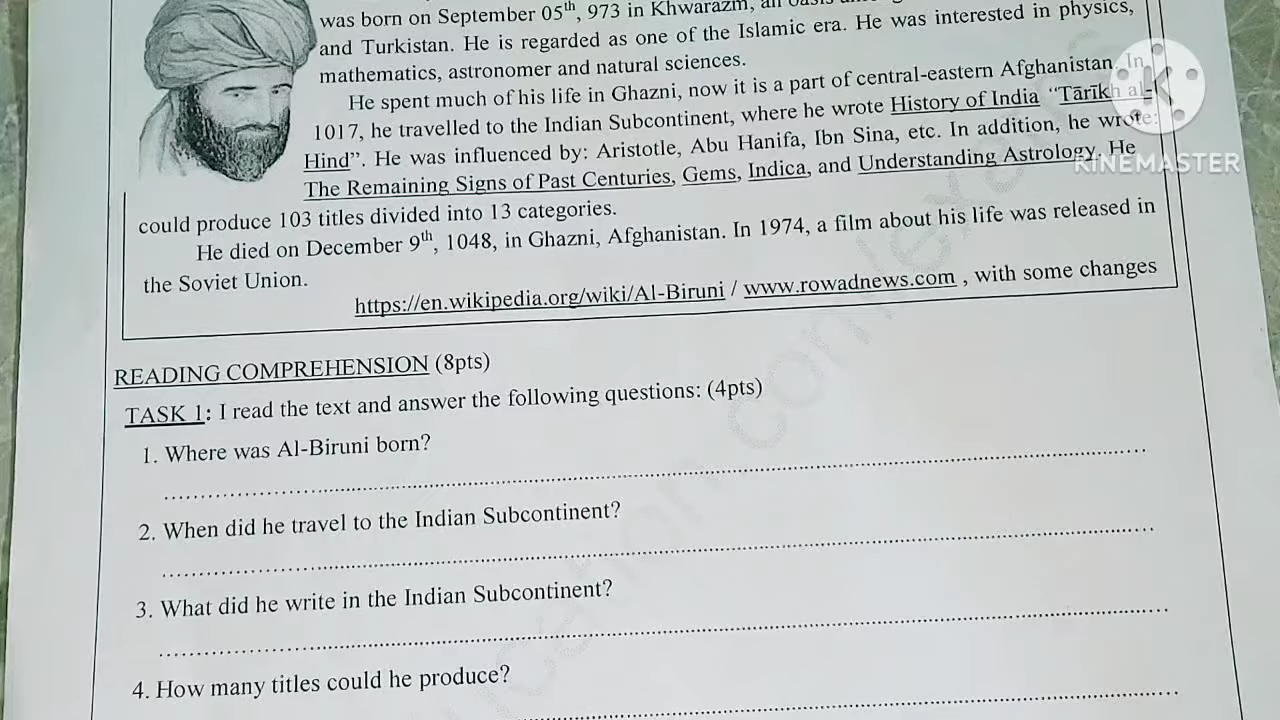 was born on September 05th, 973 in Khwarazm, an oasis
and Turkistan. He is regarded as one of the Islamic era. He was interested in physics,
mathematics, astronomer and natural sciences.
He spent much of his life in Ghazni, now it is a part of central-eastern Afghanistan. In
1017, he travelled to the Indian Subcontinent, where he wrote History of India "Tārīkh al-
Hind". He was influenced by: Aristotle, Abu Hanifa, Ibn Sina, etc. In addition, he wrote:
The Remaining Signs of Past Centuries, Gems, Indica, and Understanding Astrology. He
could produce 103 titles divided into 13 categories.
He died on December 9th, 1048, in Ghazni, Afghanistan. In 1974, a film about his life was released in
the Soviet Union.
https://en.wikipedia.org/wiki/Al-Biruni / www.rowadnews.com , with some changes
READING COMPREHENSION (8pts)
TASK 1: I read the text and answer the following questions: (4pts)
1. Where was Al-Biruni born?
2. When did he travel to the Indian Subcontinent?
3. What did he write in the Indian Subcontinent?
4. How many titles could he produce?
K
KINEMASTER